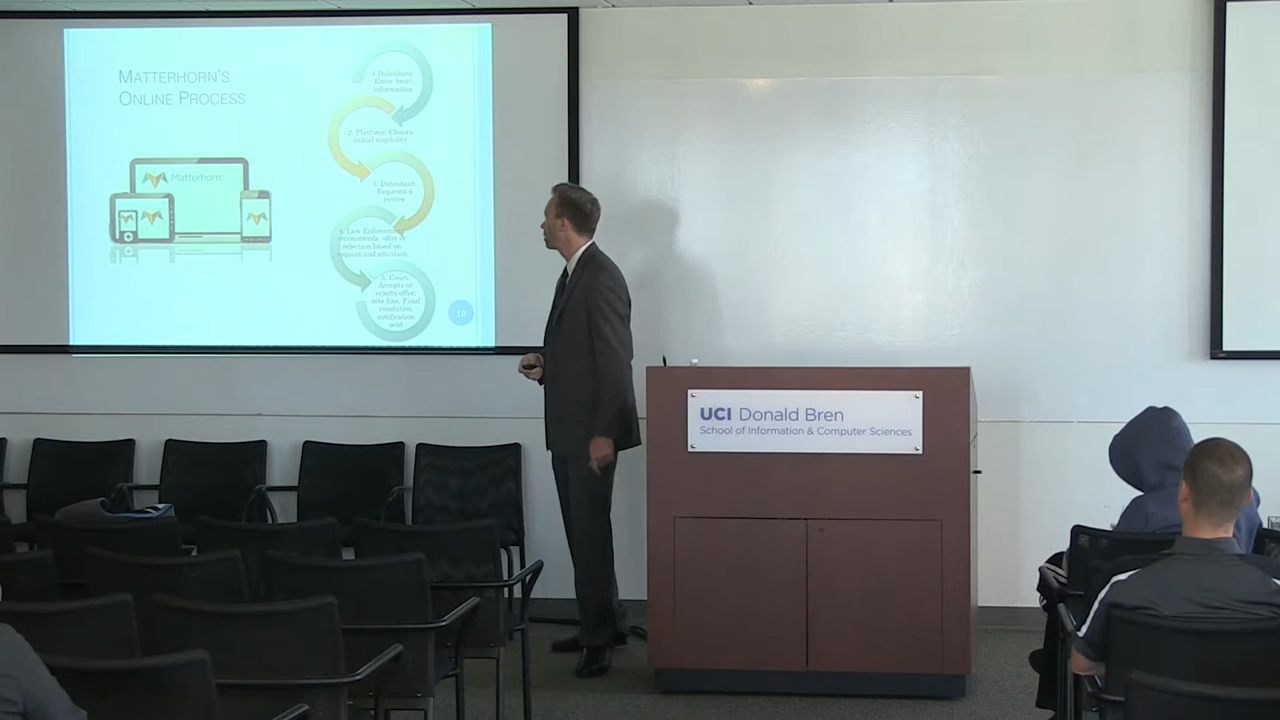 MATTERHORN'S
ONLINE PROCESS
Matterhorn
1. Defendant:
Enter basic
information
2. Platform: Checks
initial eligibility
3. Defendant:
Requests a
review
4. Law Enforcement:
recommends offer or
rejection based on
request and situation
5. Court:
Accepts or
rejects offer;
sets fine. Final
resolution
notification
sent
10
UCI Donald Bren
School of Information & Computer Sciences